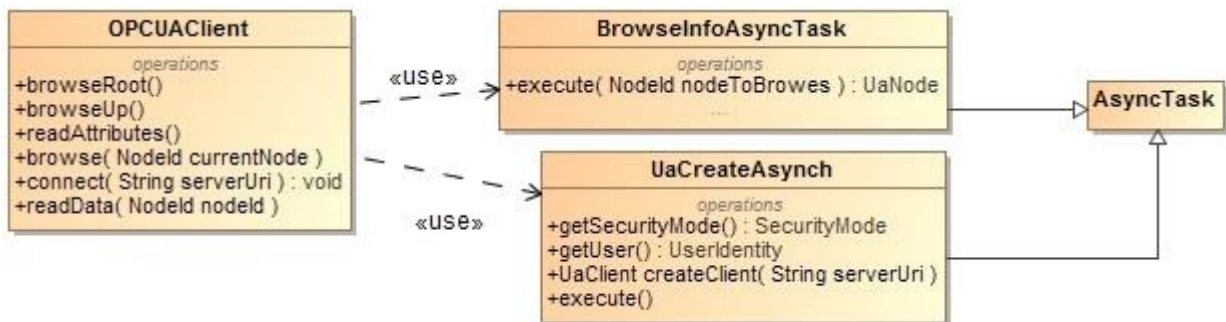 OPCUAClient
operations
+browseRoot()
+browseUp()
+readAttributes()
+browse( NodeId currentNode )
+connect( String serverUri ) : void
+readData( NodeId nodeId )
«use»
«use»
BrowseInfoAsyncTask
operations
+execute( NodeId nodeToBrowes ) : UaNode
...
UaCreateAsynch
operations
+getSecurityMode() : SecurityMode
+getUser() : UserIdentity
+UaClient createClient( String serverUri )
+execute()
AsyncTask